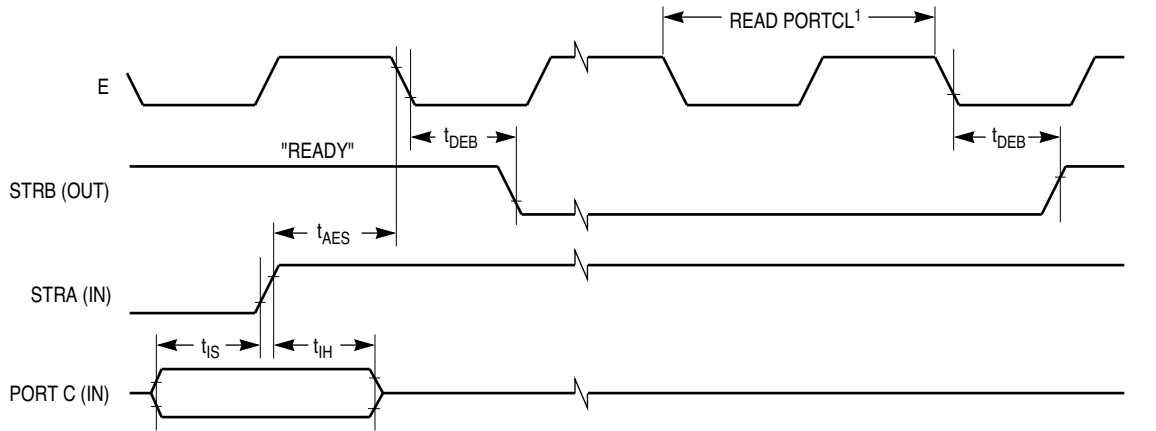 READ PORTCL1
E
tDEB
tDEB
"READY"
STRB (OUT)
tAES
STRA (IN)
tIS
tIH
PORT C (IN)